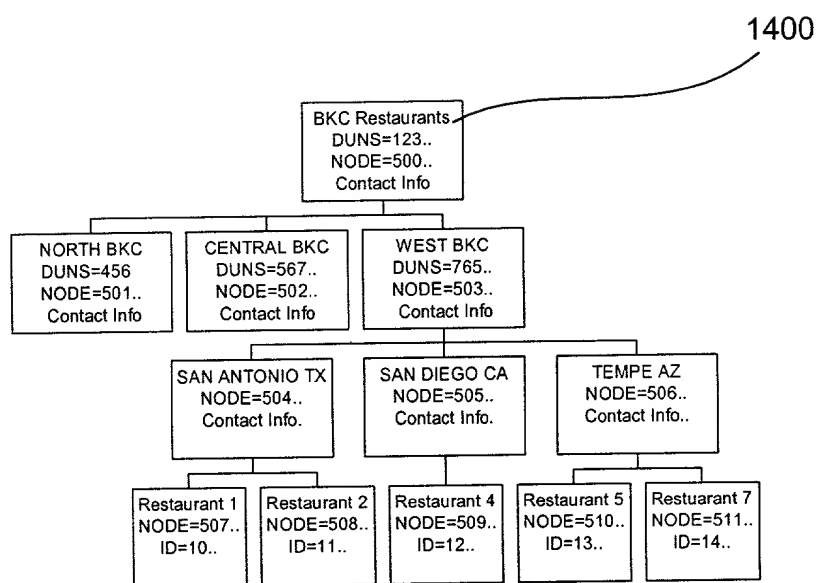 1400
BKC Restaurants
DUNS=123..
NODE=500..
Contact Info
NORTH BKC
DUNS=456
NODE=501..
Contact Info
CENTRAL BKC
DUNS=567..
NODE=502..
Contact Info
WEST BKC
DUNS=765..
NODE=503..
Contact Info
SAN ANTONIO TX
NODE=504..
Contact Info.
SAN DIEGO CA
NODE=505..
Contact Info.
TEMPE AZ
NODE=506..
Contact Info..
Restaurant 1
NODE=507..
ID=10..
Restaurant 2
NODE=508..
ID=11..
Restaurant 4
NODE=509..
ID=12..
Restaurant 5
NODE=510..
ID=13..
Restuarant 7
NODE=511..
ID=14..